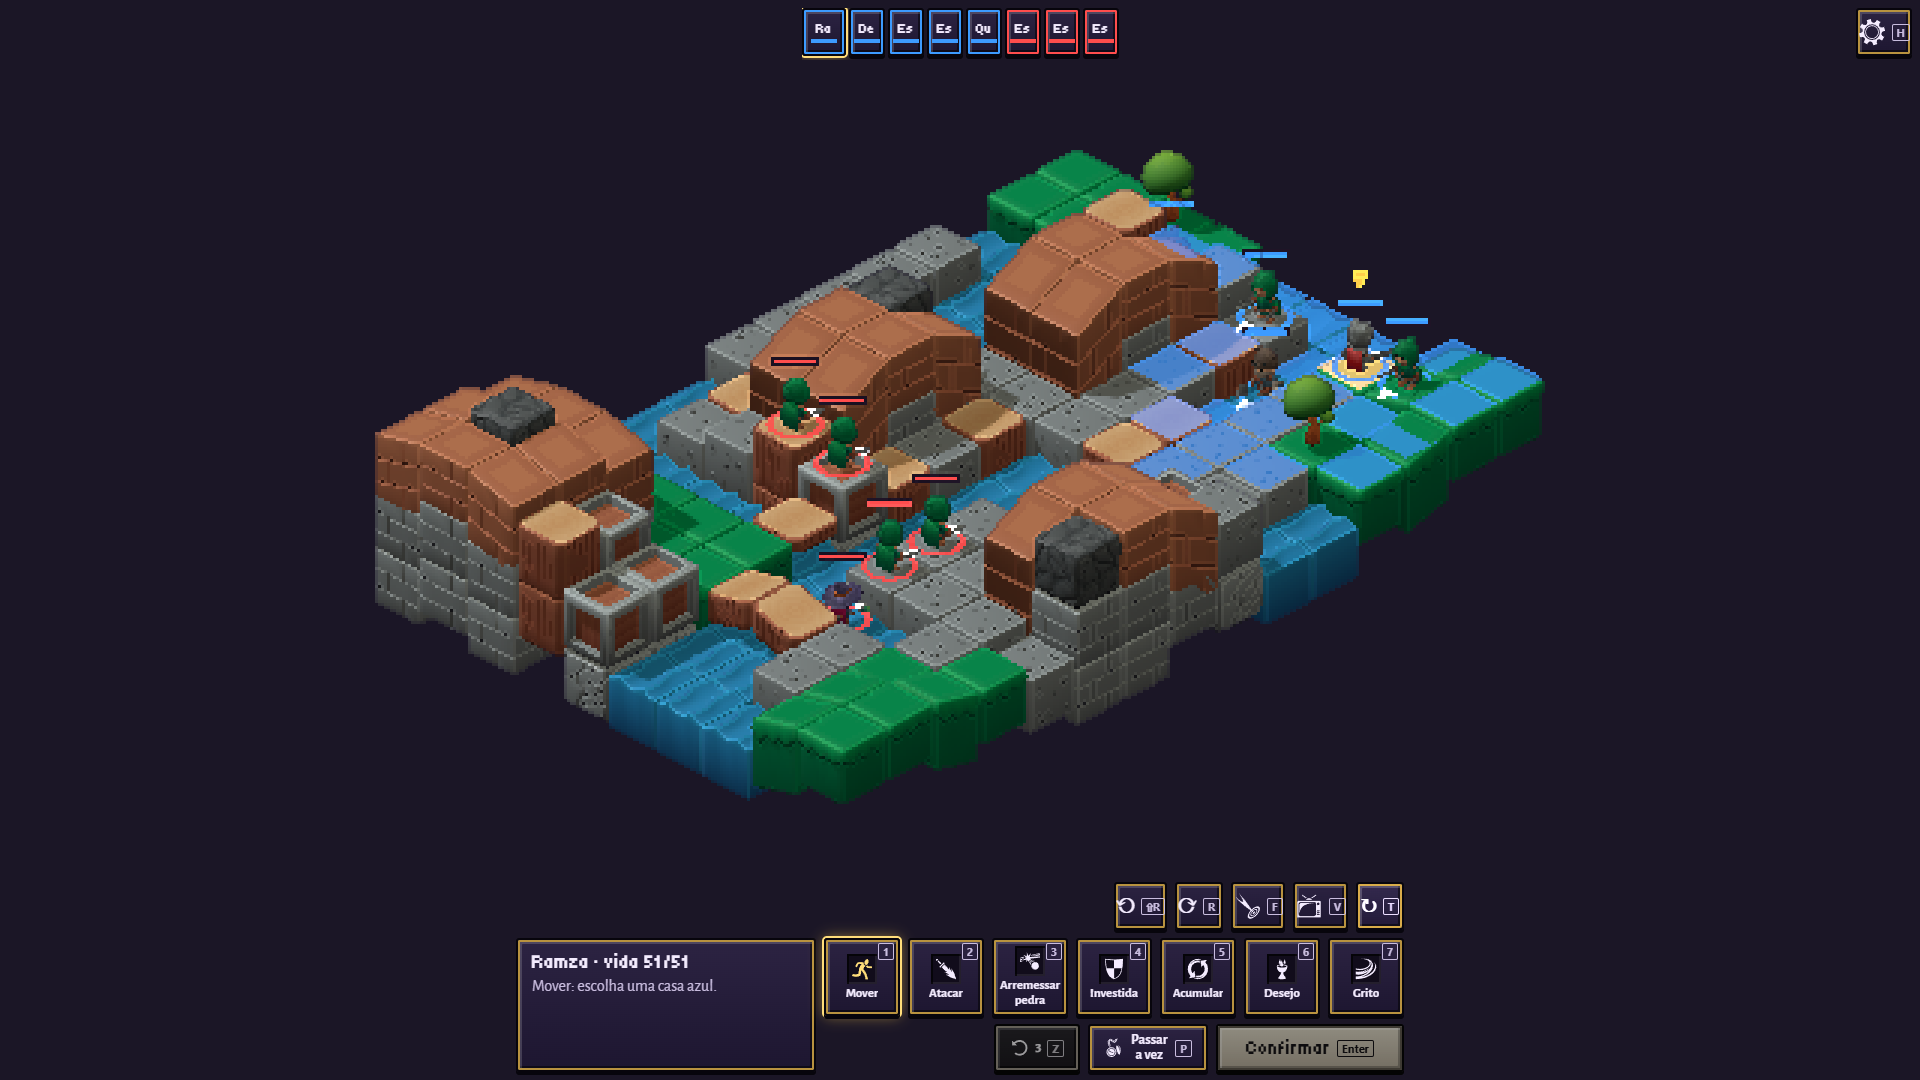 Ra De Es Es Qu Es Es Es
H
R R F V T
Ramza · vida 51/51
Mover: escolha uma casa azul.
1 Mover
2 Atacar
3 Arremessar pedra
4 Investida
5 Acumular
6 Desejo
7 Grito
3 Z
Passar a vez P
Confirmar Enter